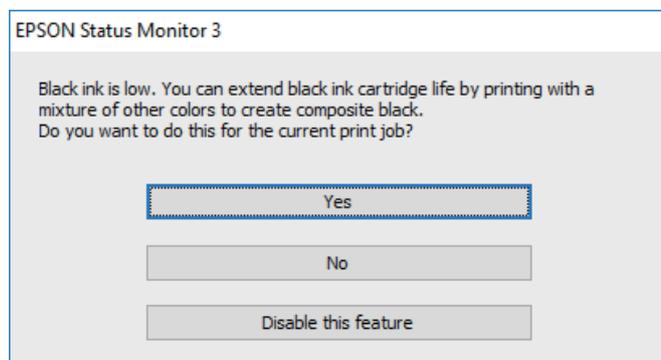 EPSON Status Monitor 3
Black ink is low. You can extend black ink cartridge life by printing with a
mixture of other colors to create composite black.
Do you want to do this for the current print job?
Yes
No
Disable this feature